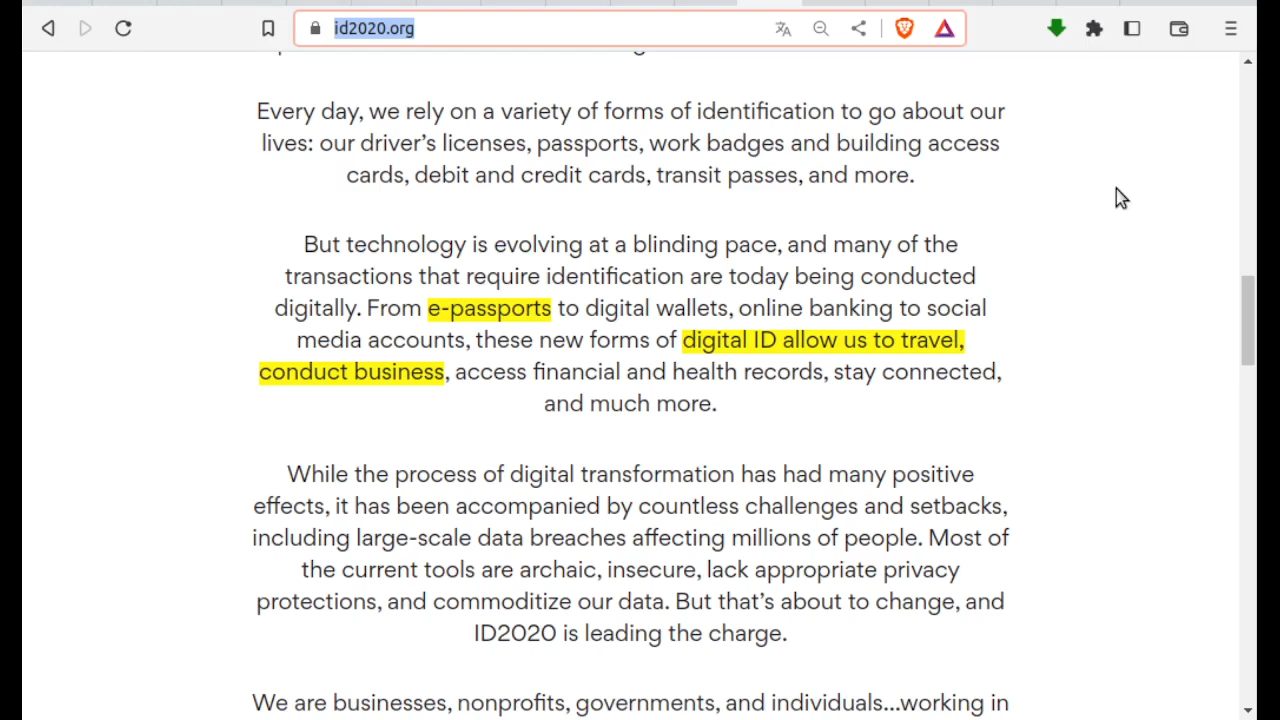 id2020.org
Every day, we rely on a variety of forms of identification to go about our
lives: our driver’s licenses, passports, work badges and building access
cards, debit and credit cards, transit passes, and more.
But technology is evolving at a blinding pace, and many of the
transactions that require identification are today being conducted
digitally. From e-passports to digital wallets, online banking to social
media accounts, these new forms of digital ID allow us to travel,
conduct business, access financial and health records, stay connected,
and much more.
While the process of digital transformation has had many positive
effects, it has been accompanied by countless challenges and setbacks,
including large-scale data breaches affecting millions of people. Most of
the current tools are archaic, insecure, lack appropriate privacy
protections, and commoditize our data. But that’s about to change, and
ID2020 is leading the charge.
We are businesses, nonprofits, governments, and individuals...working in